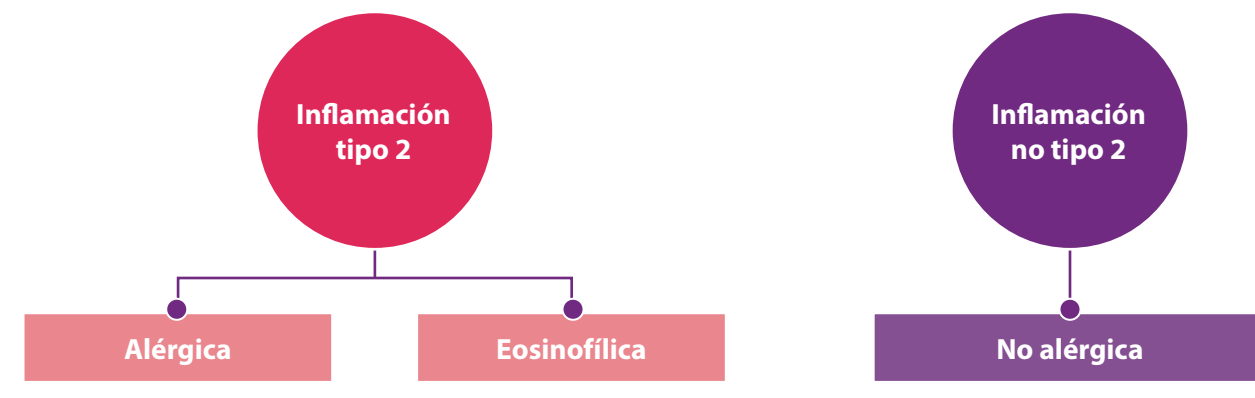 Inflamación
tipo 2
Inflamación
no tipo 2
Alérgica
Eosinofílica
No alérgica